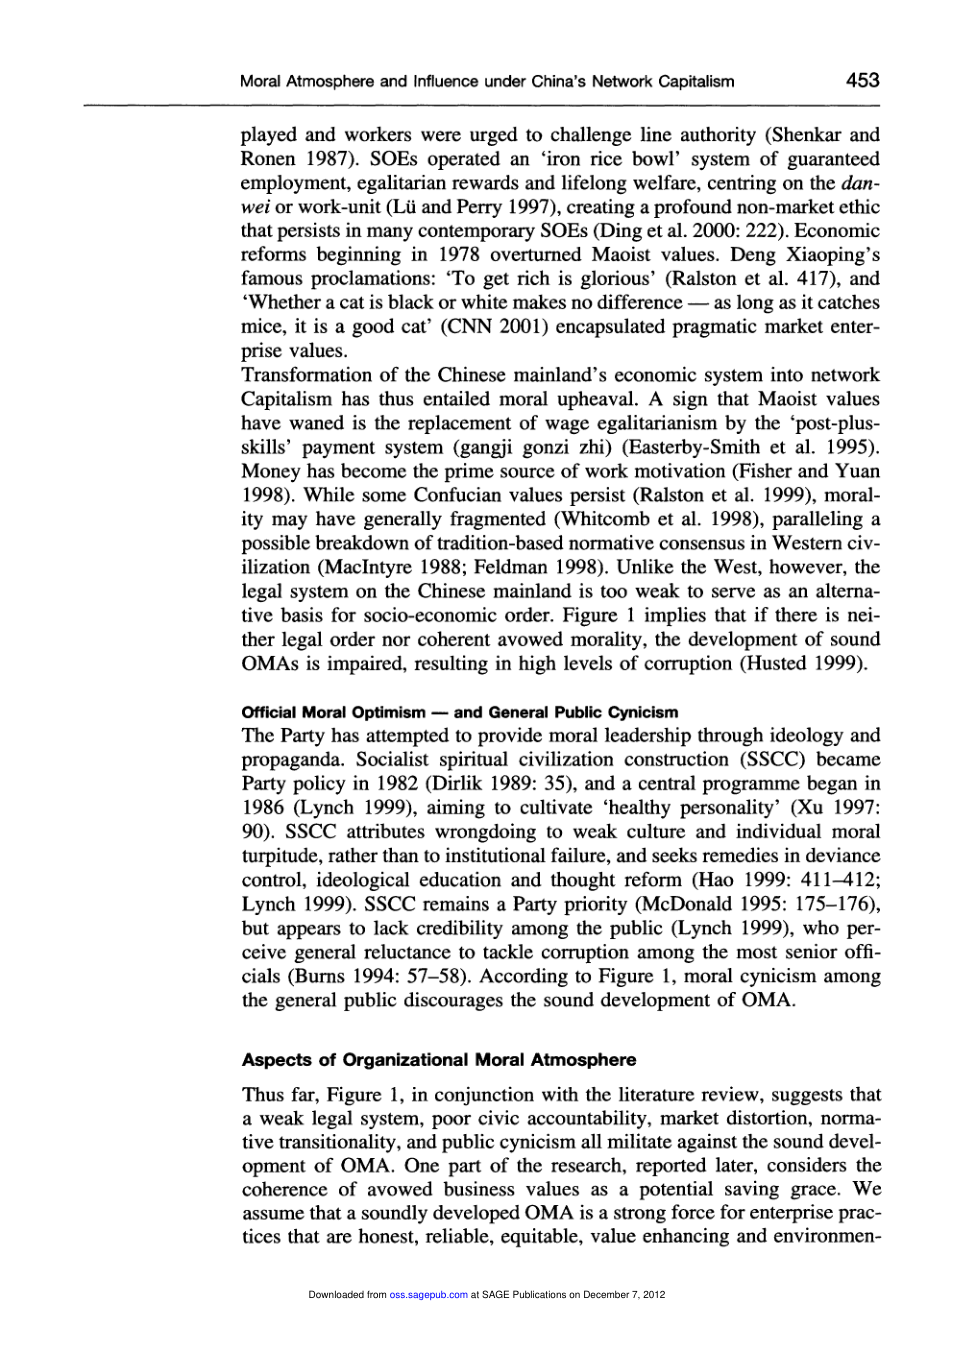 Moral Atmosphere and Influence under China's Network Capitalism 453
played and workers were urged to challenge line authority (Shenkar and
Ronen 1987). SOEs operated an 'iron rice bowl' system of guaranteed
employment, egalitarian rewards and lifelong welfare, centring on the dan-
wei or work-unit (Lü and Perry 1997), creating a profound non-market ethic
that persists in many contemporary SOEs (Ding et al. 2000: 222). Economic
reforms beginning in 1978 overturned Maoist values. Deng Xiaoping's
famous proclamations: 'To get rich is glorious' (Ralston et al. 417), and
'Whether a cat is black or white makes no difference — as long as it catches
mice, it is a good cat' (CNN 2001) encapsulated pragmatic market enter-
prise values.
Transformation of the Chinese mainland's economic system into network
Capitalism has thus entailed moral upheaval. A sign that Maoist values
have waned is the replacement of wage egalitarianism by the 'post-plus-
skills' payment system (gangji gonzi zhi) (Easterby-Smith et al. 1995).
Money has become the prime source of work motivation (Fisher and Yuan
1998). While some Confucian values persist (Ralston et al. 1999), moral-
ity may have generally fragmented (Whitcomb et al. 1998), paralleling a
possible breakdown of tradition-based normative consensus in Western civ-
ilization (MacIntyre 1988; Feldman 1998). Unlike the West, however, the
legal system on the Chinese mainland is too weak to serve as an alterna-
tive basis for socio-economic order. Figure 1 implies that if there is nei-
ther legal order nor coherent avowed morality, the development of sound
OMAs is impaired, resulting in high levels of corruption (Husted 1999).
Official Moral Optimism — and General Public Cynicism
The Party has attempted to provide moral leadership through ideology and
propaganda. Socialist spiritual civilization construction (SSCC) became
Party policy in 1982 (Dirlik 1989: 35), and a central programme began in
1986 (Lynch 1999), aiming to cultivate 'healthy personality' (Xu 1997:
90). SSCC attributes wrongdoing to weak culture and individual moral
turpitude, rather than to institutional failure, and seeks remedies in deviance
control, ideological education and thought reform (Hao 1999: 411–412;
Lynch 1999). SSCC remains a Party priority (McDonald 1995: 175–176),
but appears to lack credibility among the public (Lynch 1999), who per-
ceive general reluctance to tackle corruption among the most senior offi-
cials (Burns 1994: 57–58). According to Figure 1, moral cynicism among
the general public discourages the sound development of OMA.
Aspects of Organizational Moral Atmosphere
Thus far, Figure 1, in conjunction with the literature review, suggests that
a weak legal system, poor civic accountability, market distortion, norma-
tive transitionality, and public cynicism all militate against the sound devel-
opment of OMA. One part of the research, reported later, considers the
coherence of avowed business values as a potential saving grace. We
assume that a soundly developed OMA is a strong force for enterprise prac-
tices that are honest, reliable, equitable, value enhancing and environmen-
Downloaded from oss.sagepub.com at SAGE Publications on December 7, 2012